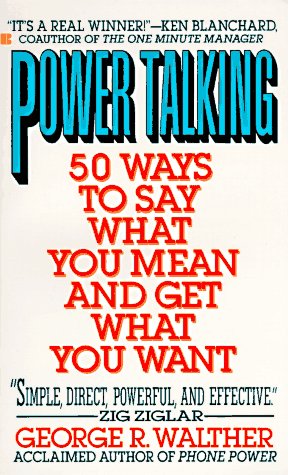 "IT'S A REAL WINNER!"—KEN BLANCHARD,
COAUTHOR OF THE ONE MINUTE MANAGER
POWER TALKING
50 WAYS
TO SAY
WHAT
YOU MEAN
AND GET
WHAT
YOU WANT
"SIMPLE, DIRECT, POWERFUL, AND EFFECTIVE."
—ZIG ZIGLAR
GEORGE R. WALTHER
ACCLAIMED AUTHOR OF PHONE POWER